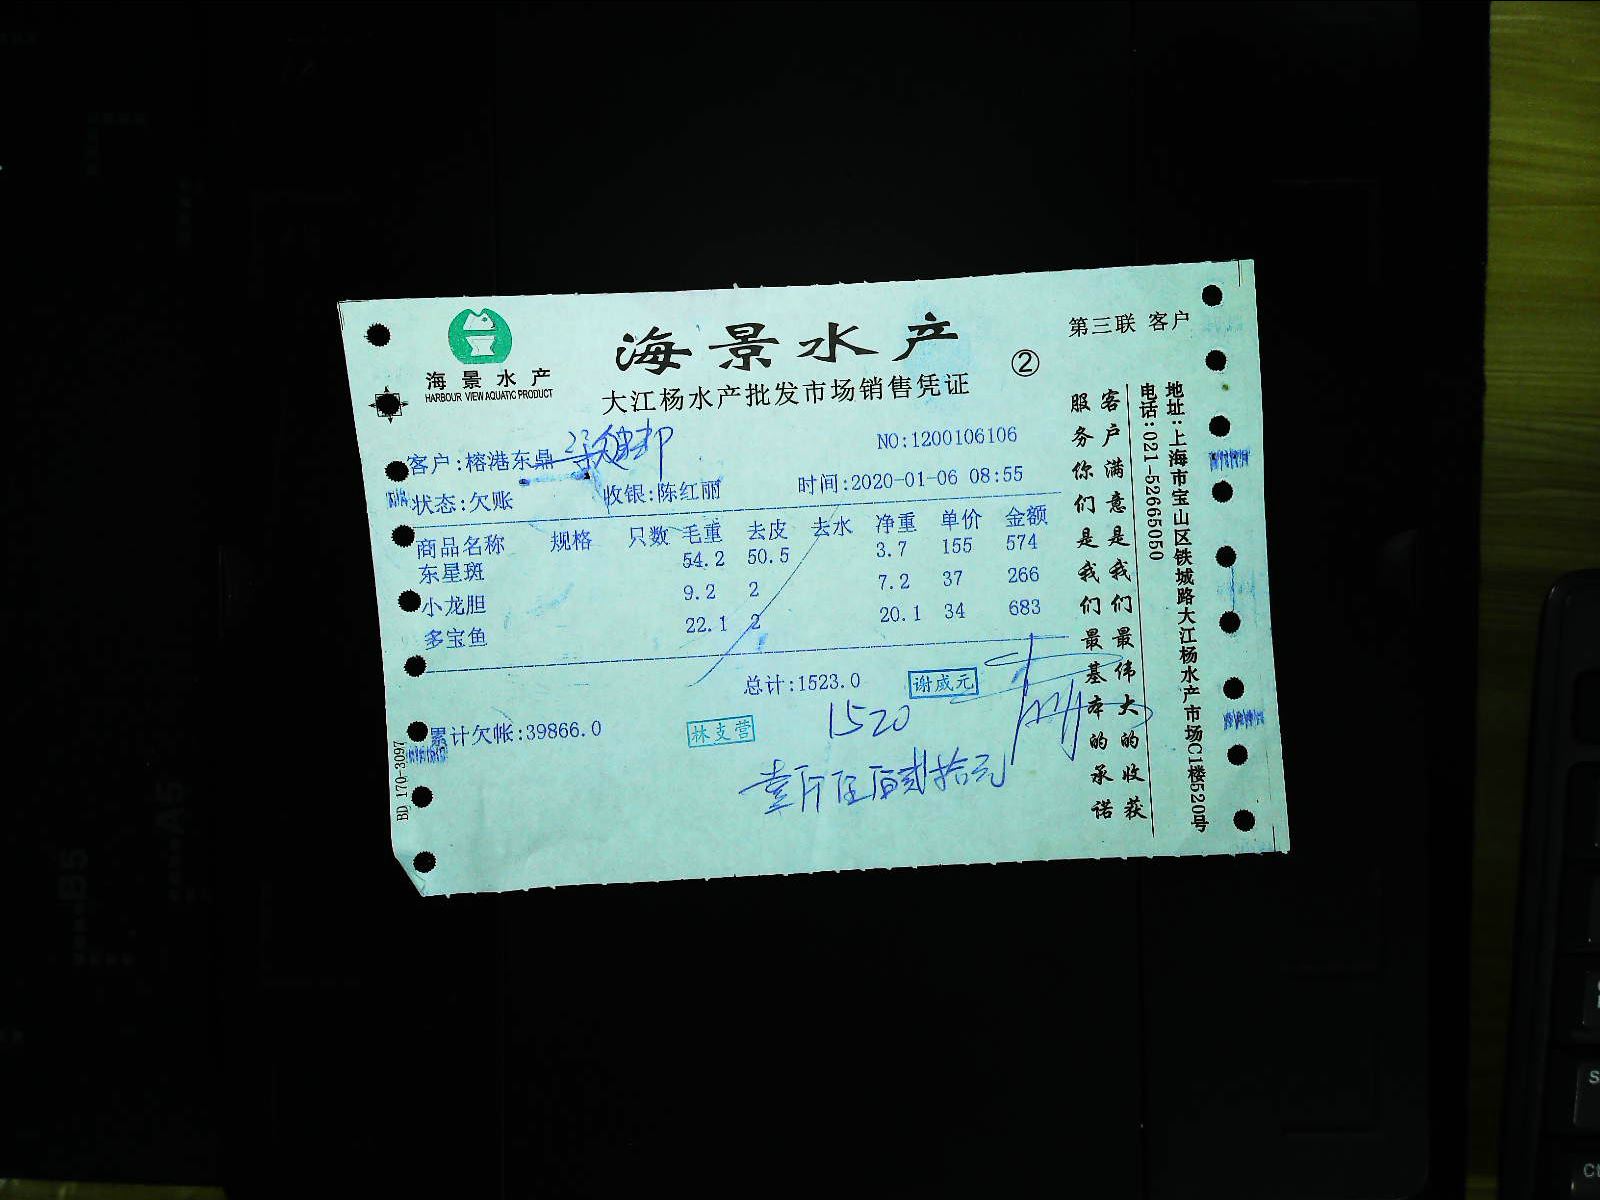 海景水产
HARBOUR VIEW AQUATIC PRODUCT
海景水产
大江杨水产批发市场销售凭证
②
第三联 客户
客户:榕港东鼎
NO:1200106106
状态:欠账 收银:陈红丽 时间:2020-01-06 08:55
商品名称 规格 只数 毛重 去皮 去水 净重 单价 金额
东星斑 54.2 50.5 3.7 155 574
小龙胆 9.2 2 7.2 37 266
多宝鱼 22.1 2 20.1 34 683
总计:1523.0
谢成元
累计欠帐:39866.0
林支营
1520
壹仟伍佰贰拾元
BD 170-3097
客户满意是我们最伟大的收获
服务你们是我们最基本的承诺
地址:上海市宝山区铁城路大江杨水产市场C1楼520号
电话:021-52665050
B5
A5